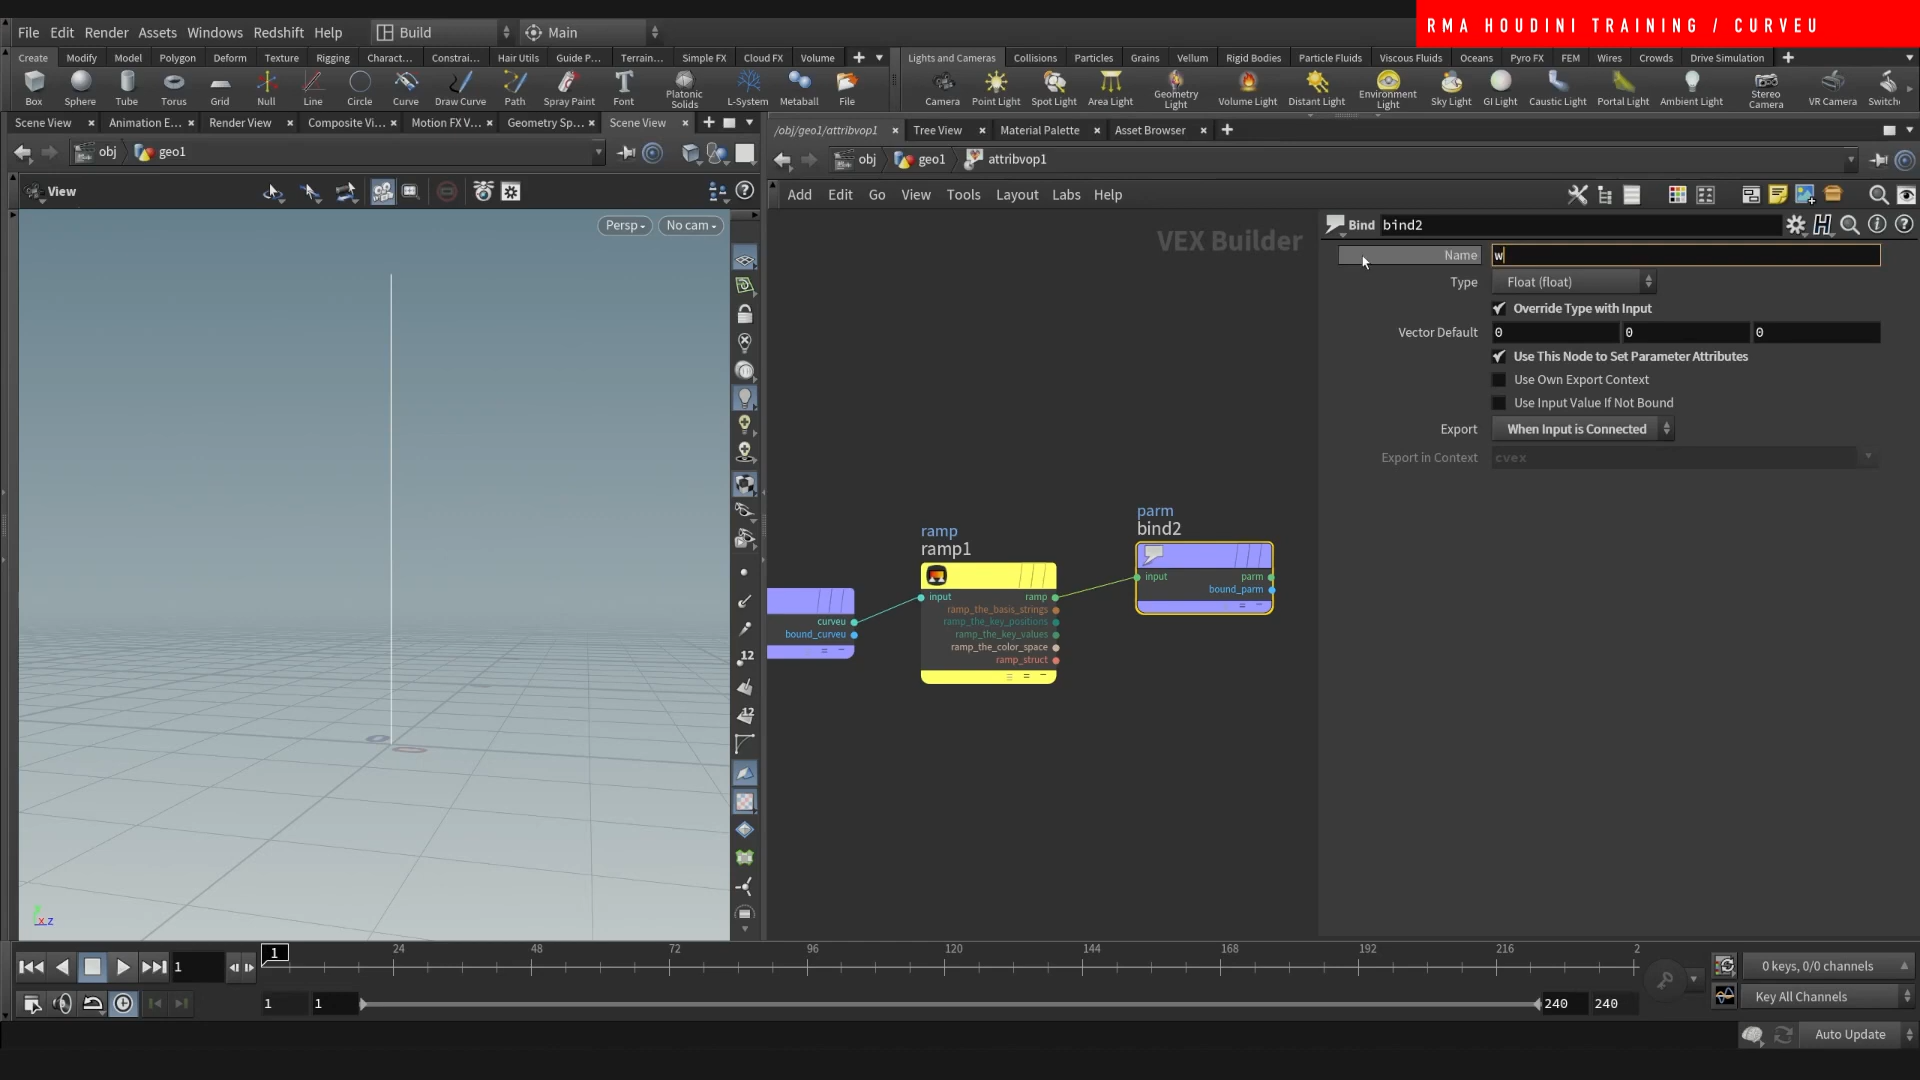 RMA HOUDINI TRAINING / CURVEU
File Edit Render Assets Windows Redshift Help Build Main
Create Modify Model Polygon Deform Texture Rigging Charact... Constrai... Hair Utils Guide P... Terrain... Simple FX Cloud FX Volume
Lights and Cameras Collisions Particles Grains Vellum Rigid Bodies Particle Fluids Viscous Fluids Oceans Pyro FX FEM Wires Crowds Drive Simulation
Box Sphere Tube Torus Grid Null Line Circle Curve Draw Curve Path Spray Paint Font Platonic Solids L-System Metaball File
Camera Point Light Spot Light Area Light Geometry Light Volume Light Distant Light Environment Light Sky Light GI Light Caustic Light Portal Light Ambient Light Stereo Camera VR Camera Switch
Scene View Animation E... Render View Composite Vi... Motion FX V... Geometry Sp... Scene View
/obj/geo1/attribvop1 Tree View Material Palette Asset Browser
obj geo1
obj geo1 attribvop1
View
Add Edit Go View Tools Layout Labs Help
Persp No cam
VEX Builder
Bind bind2
Name w
Type Float (float)
Override Type with Input
Vector Default 0 0 0
Use This Node to Set Parameter Attributes
Use Own Export Context
Use Input Value If Not Bound
Export When Input is Connected
Export in Context cvex
curveu
bound_curveu
ramp
ramp1
input ramp
ramp_the_basis_strings
ramp_the_key_positions
ramp_the_key_values
ramp_the_color_space
ramp_struct
parm
bind2
input parm
bound_parm
12
12
x z
1
1 24 48 72 96 120 144 168 192 216 2
0 keys, 0/0 channels
1 1 240 240
Key All Channels
Auto Update